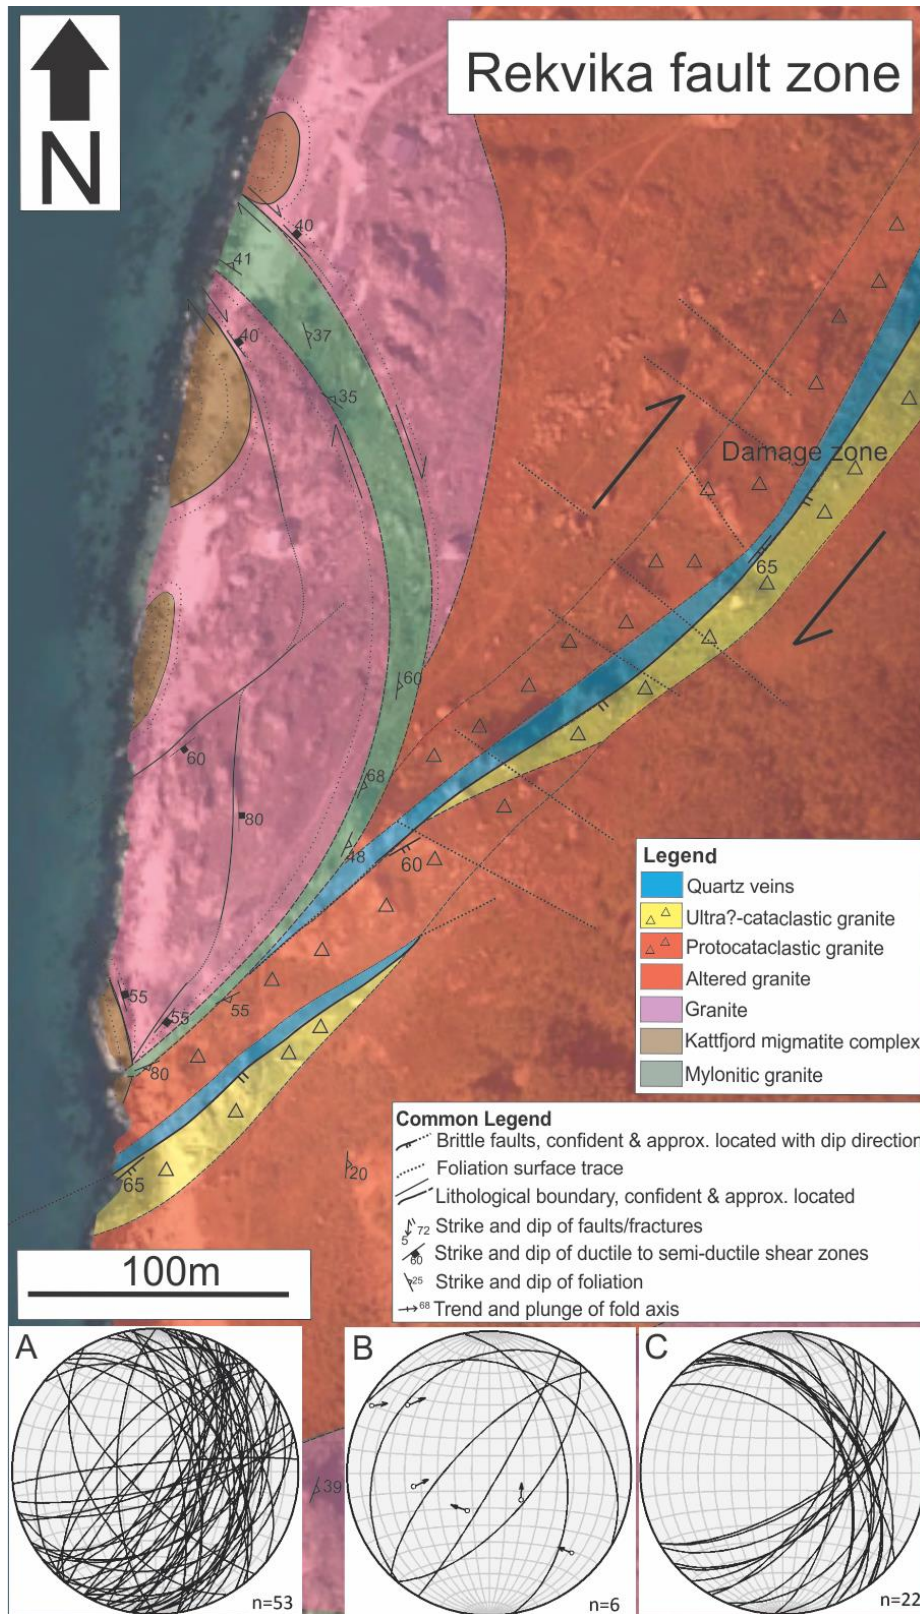 Rekvika fault zone
N
40
41
37
40
35
Damage zone
65
60
60
68
80
48
60
55
55
55
80
20
65
Legend
Quartz veins
Ultra?-cataclastic granite
Protocataclastic granite
Altered granite
Granite
Kattfjord migmatite complex
Mylonitic granite
Common Legend
Brittle faults, confident & approx. located with dip direction
Foliation surface trace
Lithological boundary, confident & approx. located
5 72 Strike and dip of faults/fractures
60 Strike and dip of ductile to semi-ductile shear zones
25 Strike and dip of foliation
68 Trend and plunge of fold axis
100m
A
B
C
39
n=53
n=6
n=22